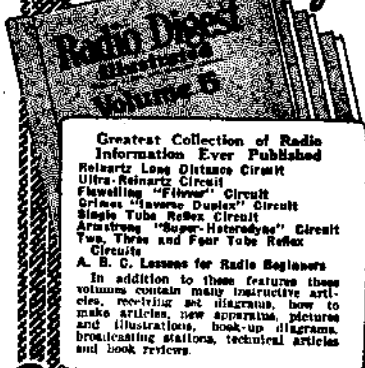 Radio Digest
Illustrated
Volume 6
Greatest Collection of Radio
Information Ever Published
Reinartz Long Distance Circuit
Ultra-Reinartz Circuit
Flewelling "Flivver" Circuit
Grimes "Inverse Duplex" Circuit
Single Tube Reflex Circuit
Armstrong "Super-Heterodyne" Circuit
Two, Three and Four Tube Reflex
Circuits
A. B. C. Lessons for Radio Beginners
In addition to these features these
volumes contain many instructive arti-
cles, receiving set diagrams, how to
make articles, new apparatus, pictures
and illustrations, hook-up diagrams,
broadcasting stations, technical articles
and book reviews.